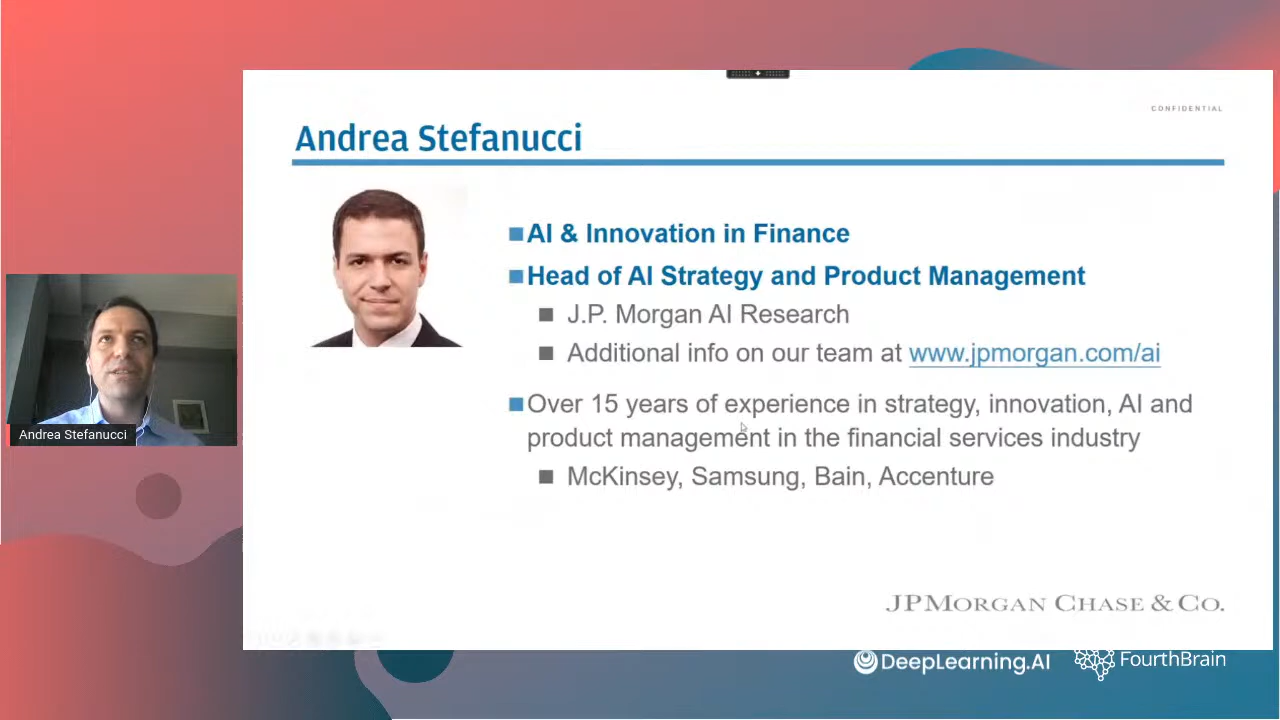 CONFIDENTIAL
Andrea Stefanucci
AI & Innovation in Finance
Head of AI Strategy and Product Management
J.P. Morgan AI Research
Additional info on our team at www.jpmorgan.com/ai
Over 15 years of experience in strategy, innovation, AI and
product management in the financial services industry
McKinsey, Samsung, Bain, Accenture
Andrea Stefanucci
JPMORGAN CHASE & CO.
DeepLearning.AI
FourthBrain